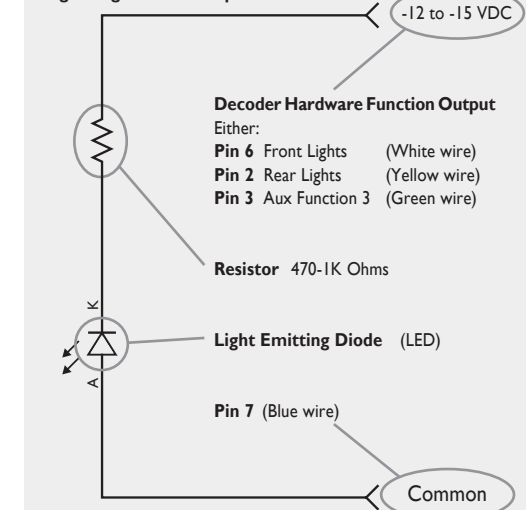 -12 to -15 VDC
Decoder Hardware Function Output
Either:
Pin 6 Front Lights (White wire)
Pin 2 Rear Lights (Yellow wire)
Pin 3 Aux Function 3 (Green wire)
Resistor 470-1K Ohms
K
Light Emitting Diode (LED)
A
Pin 7 (Blue wire)
Common